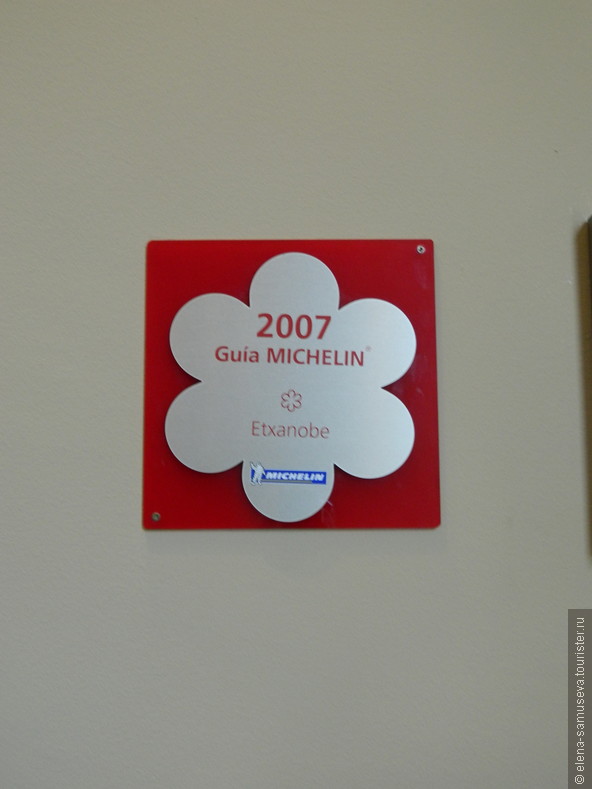 2007
Guía MICHELIN®
Etxanobe
MICHELIN
© elena-samuseva.tourister.ru